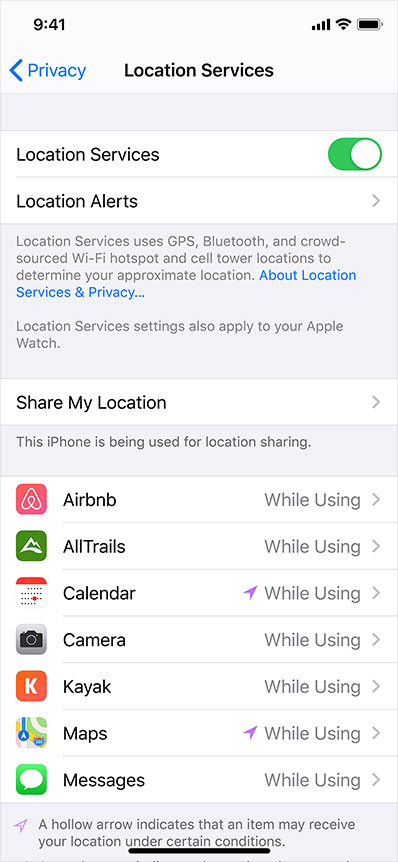 9:41
Privacy
Location Services
Location Services
Location Alerts
Location Services uses GPS, Bluetooth, and crowd-
sourced Wi-Fi hotspot and cell tower locations to
determine your approximate location. About Location
Services & Privacy...
Location Services settings also apply to your Apple
Watch.
Share My Location
This iPhone is being used for location sharing.
Airbnb While Using
AllTrails While Using
Calendar While Using
Camera While Using
K Kayak While Using
Maps While Using
Messages While Using
A hollow arrow indicates that an item may receive
your location under certain conditions.